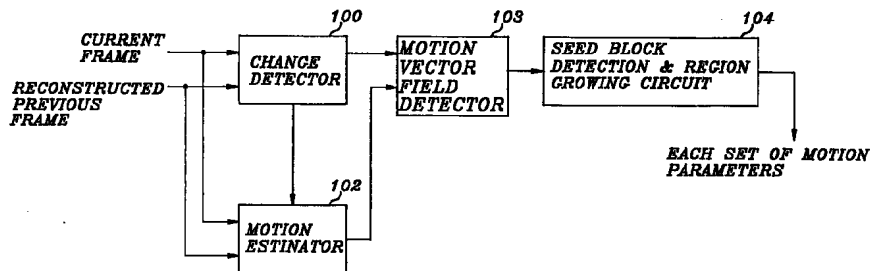 100
103
104
CURRENT
FRAME
CHANGE
DETECTOR
MOTION
VECTOR
FIELD
DETECTOR
SEED BLOCK
DETECTION & REGION
GROWING CIRCUIT
RECONSTRUCTED
PREVIOUS
FRAME
EACH SET OF MOTION
PARAMETERS
102
MOTION
ESTINATOR